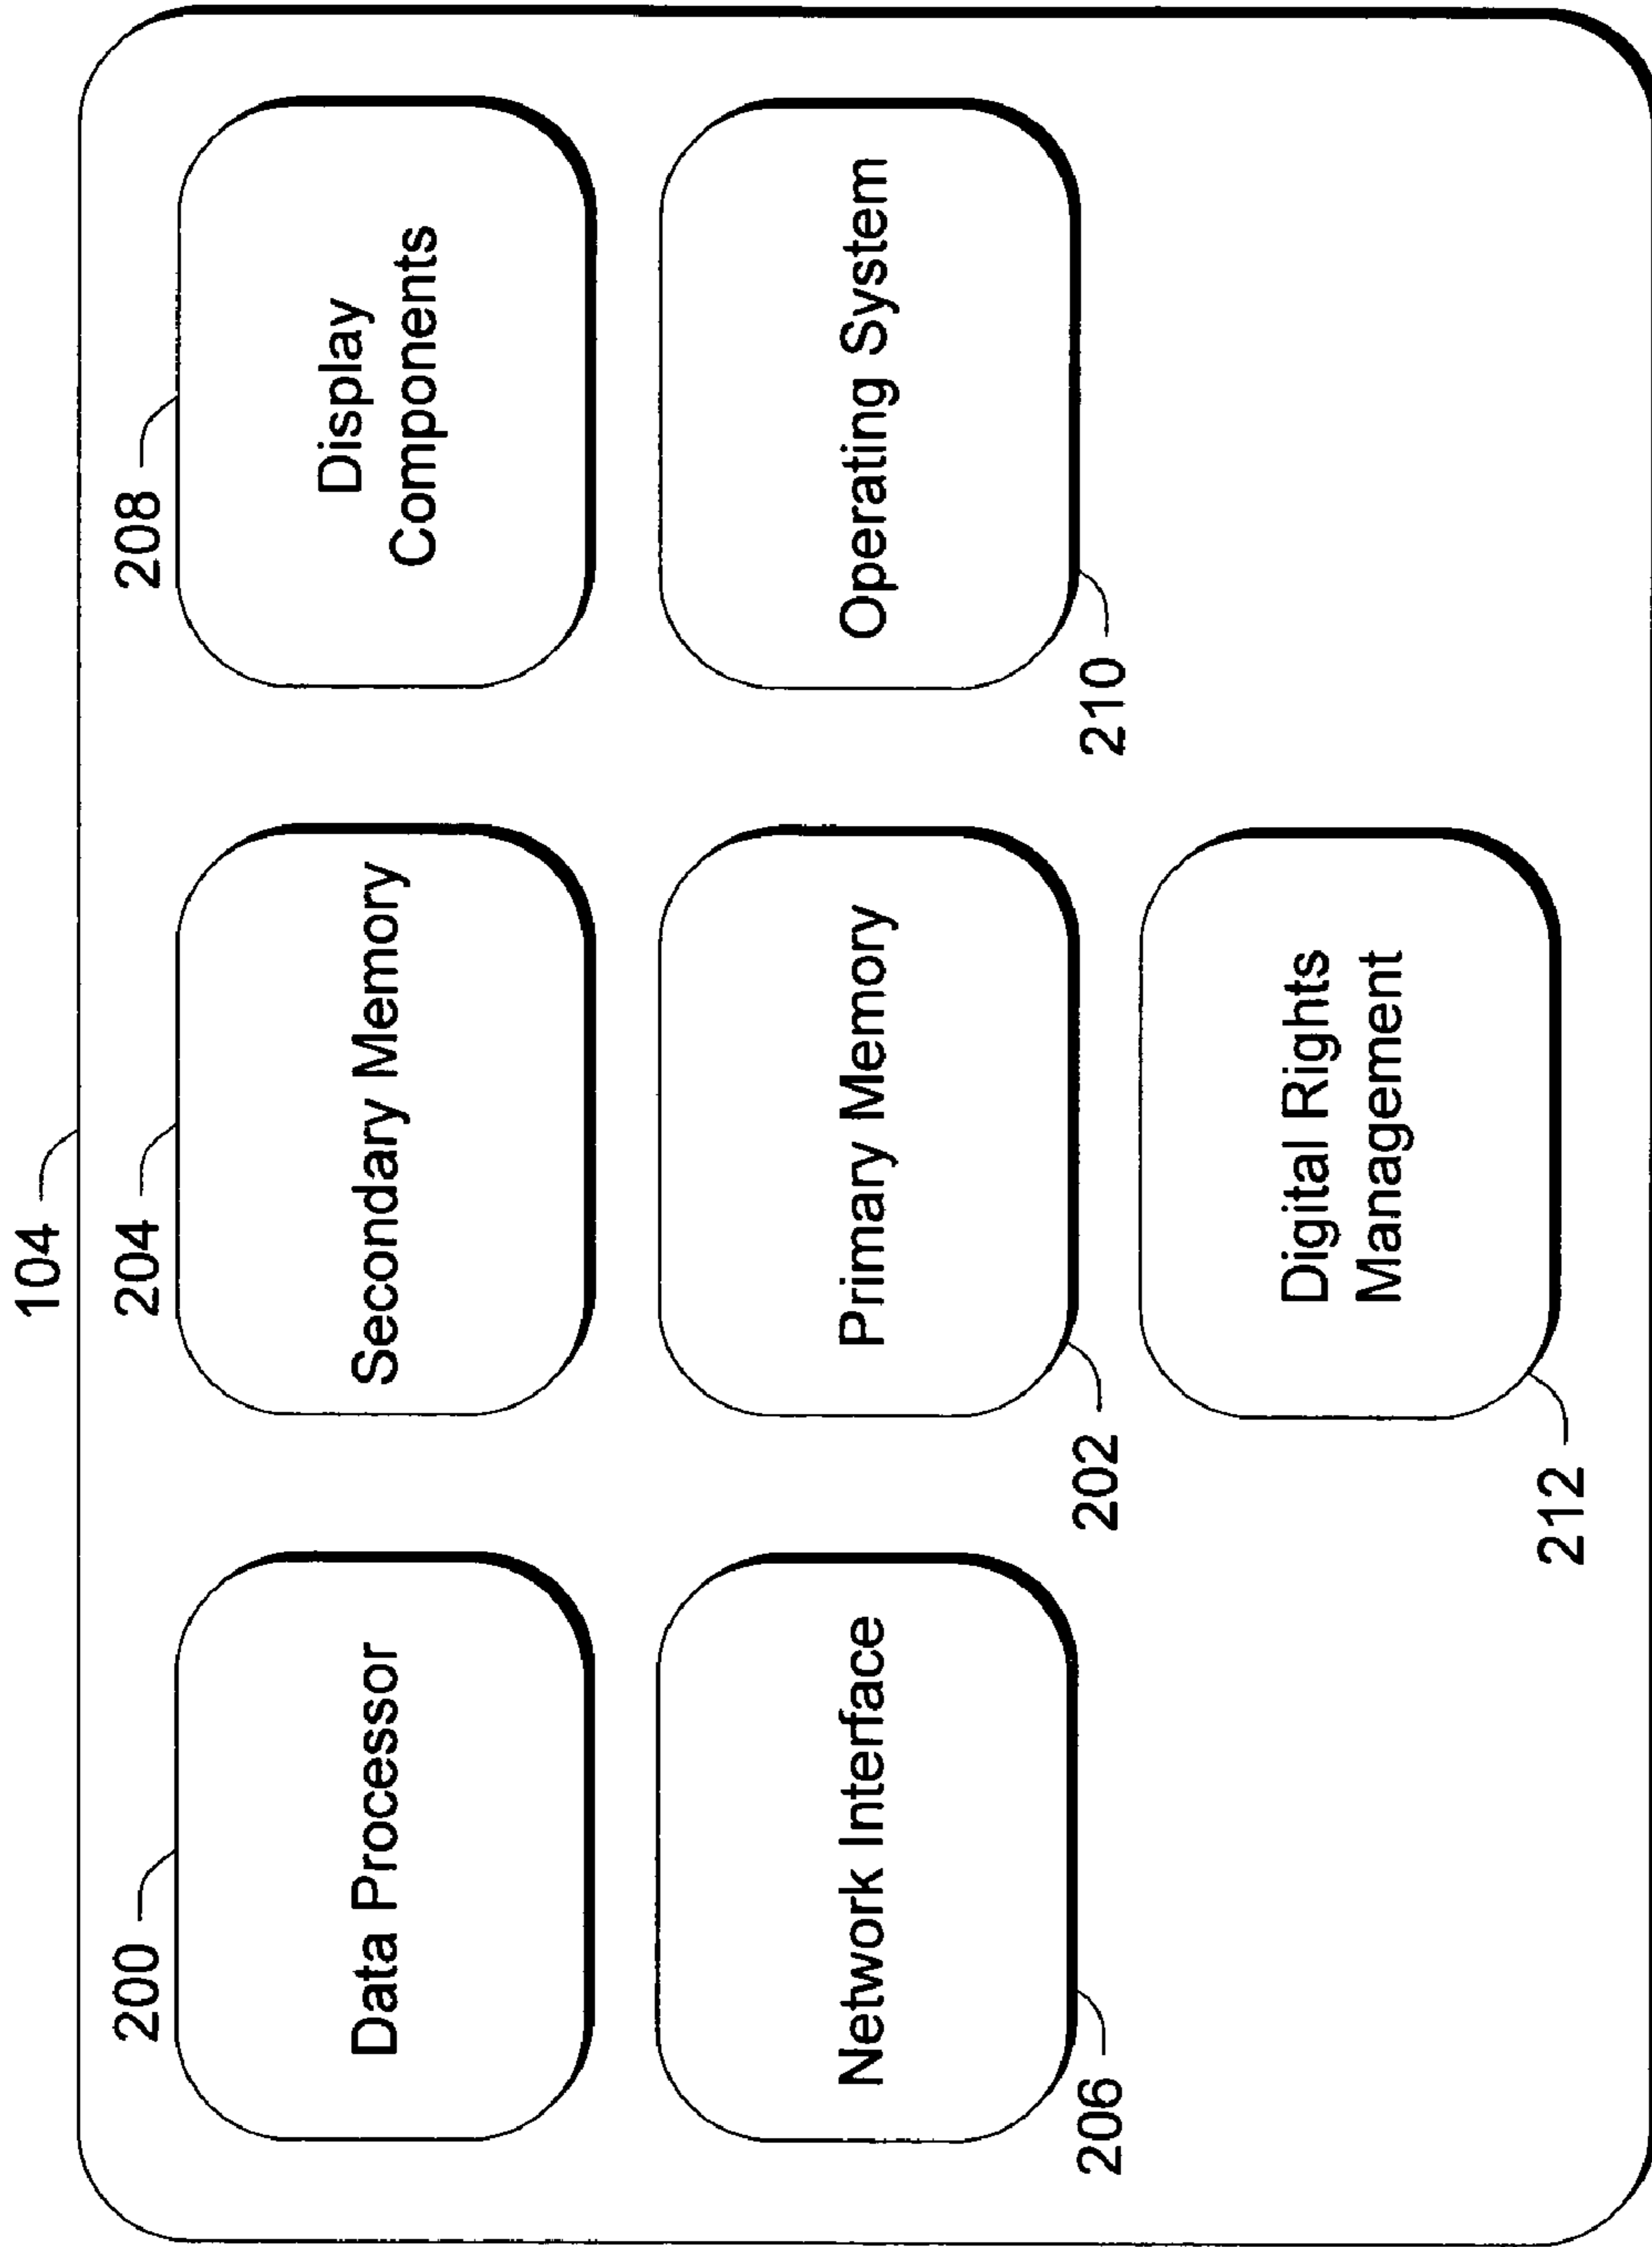 104
200
204
208
Data Processor
Secondary Memory
Display
Components
Network Interface
Primary Memory
Operating System
206
202
210
Digital Rights
Management
212